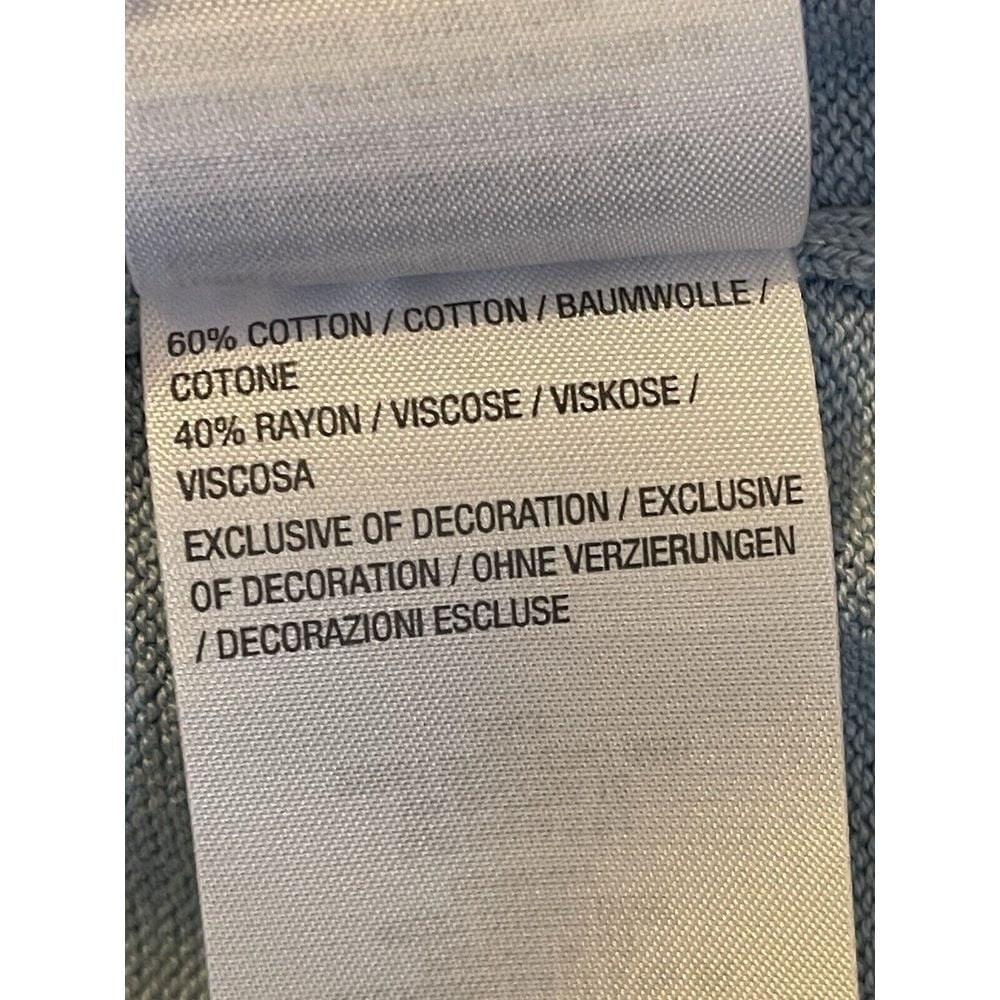 60% COTTON / COTTON / BAUMWOLLE /
COTONE
40% RAYON / VISCOSE / VISKOSE /
VISCOSA
EXCLUSIVE OF DECORATION / EXCLUSIVE
OF DECORATION / OHNE VERZIERUNGEN
/ DECORAZIONI ESCLUSE